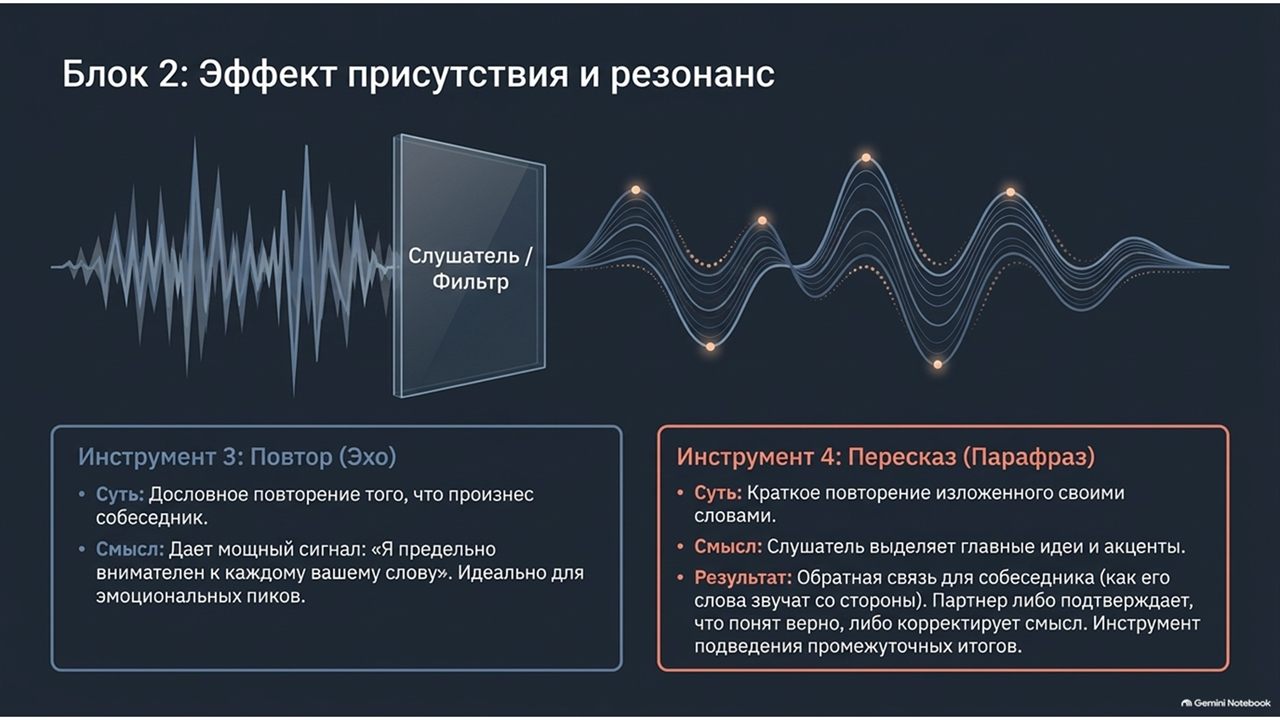 Блок 2: Эффект присутствия и резонанс
Слушатель /
Фильтр
Инструмент 3: Повтор (Эхо)
• Суть: Дословное повторение того, что произнес
собеседник.
• Смысл: Дает мощный сигнал: «Я предельно
внимателен к каждому вашему слову». Идеально для
эмоциональных пиков.
Инструмент 4: Пересказ (Парафраз)
• Суть: Краткое повторение изложенного своими
словами.
• Смысл: Слушатель выделяет главные идеи и акценты.
• Результат: Обратная связь для собеседника (как его
слова звучат со стороны). Партнер либо подтверждает,
что понят верно, либо корректирует смысл. Инструмент
подведения промежуточных итогов.
Gemini Notebook